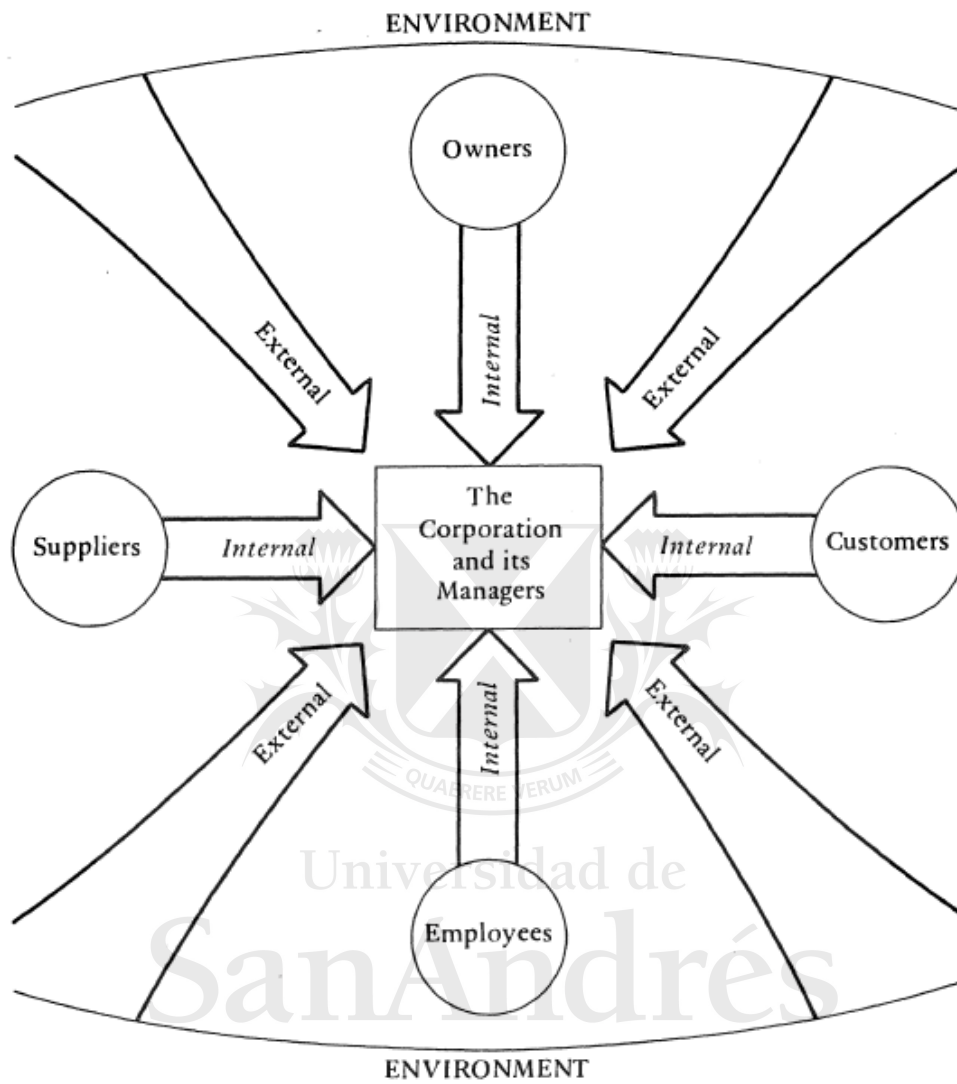 ENVIRONMENT
Owners
External
Internal
External
Suppliers
Internal
The
Corporation
and its
Managers
Internal
Customers
External
Internal
External
QUAERERE VERUM
Universidad de
SanAndrés
Employees
ENVIRONMENT